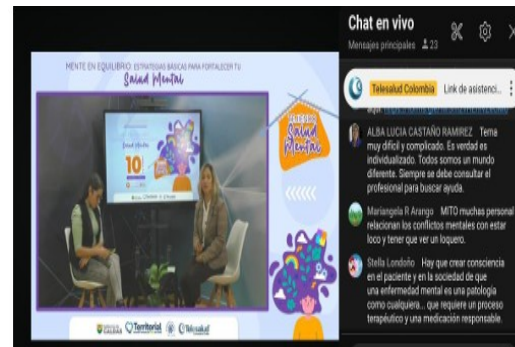 MENTE EN EQUILIBRIO: ESTRATEGIAS BÁSICAS PARA FORTALECER TU
Salud Mental
Salud Mental
10
Salud
Mental
CALDAS
Territorial
Telesalud
Chat en vivo
Mensajes principales 23
Telesalud Colombia Link de asistenci...
ALBA LUCIA CASTAÑO RAMIREZ Tema
muy difícil y complicado. Es verdad es
individualizado. Todos somos un mundo
diferente. Siempre se debe consultar el
profesional para buscar ayuda.
Mariangela R Arango MITO muchas personal
relacionan los conflictos mentales con estar
loco y tener que ver un loquero.
Stella Londoño Hay que crear consciencia
en el paciente y en la sociedad de que
una enfermedad mental es una patología
como cualquiera... que requiere un proceso
terapéutico y una medicación responsable.